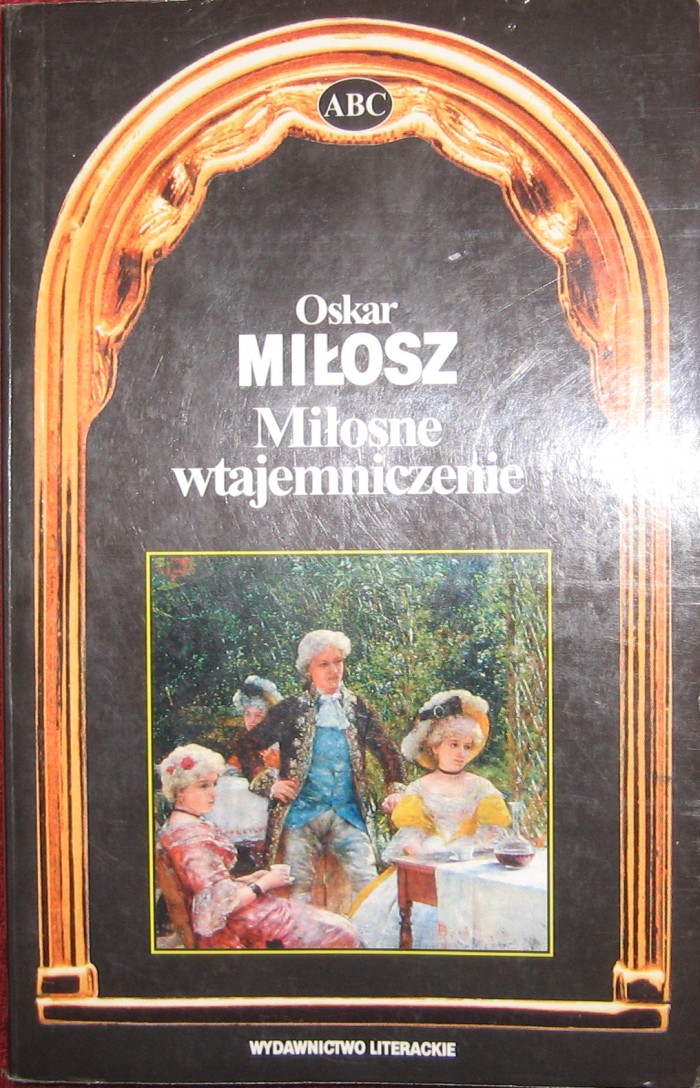 ABC
Oskar
MIŁOSZ
Miłosne
wtajemniczenie
WYDAWNICTWO LITERACKIE